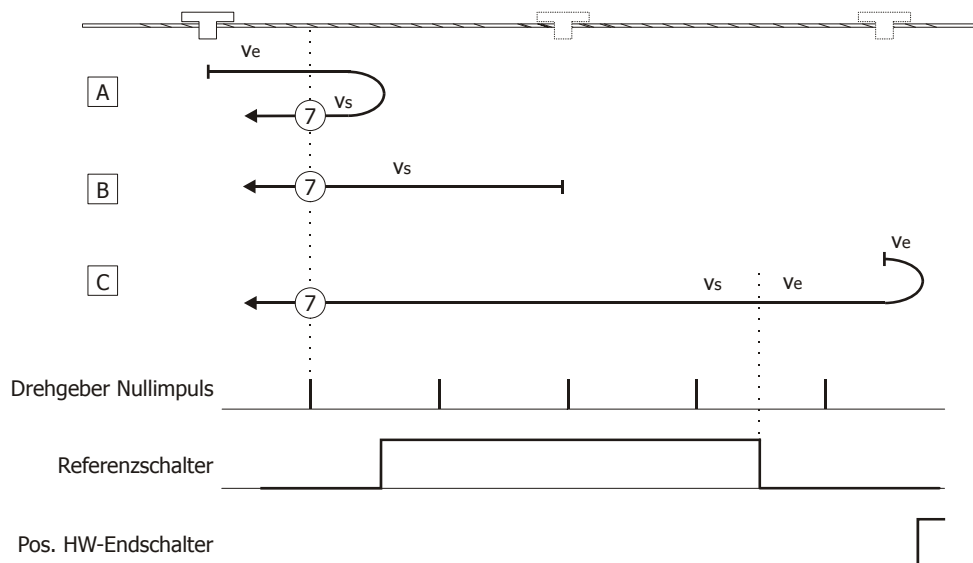 Ve
A
Vs
7
Vs
B
7
Ve
C
Vs
Ve
7
Drehgeber Nullimpuls
Referenzschalter
Pos. HW-Endschalter